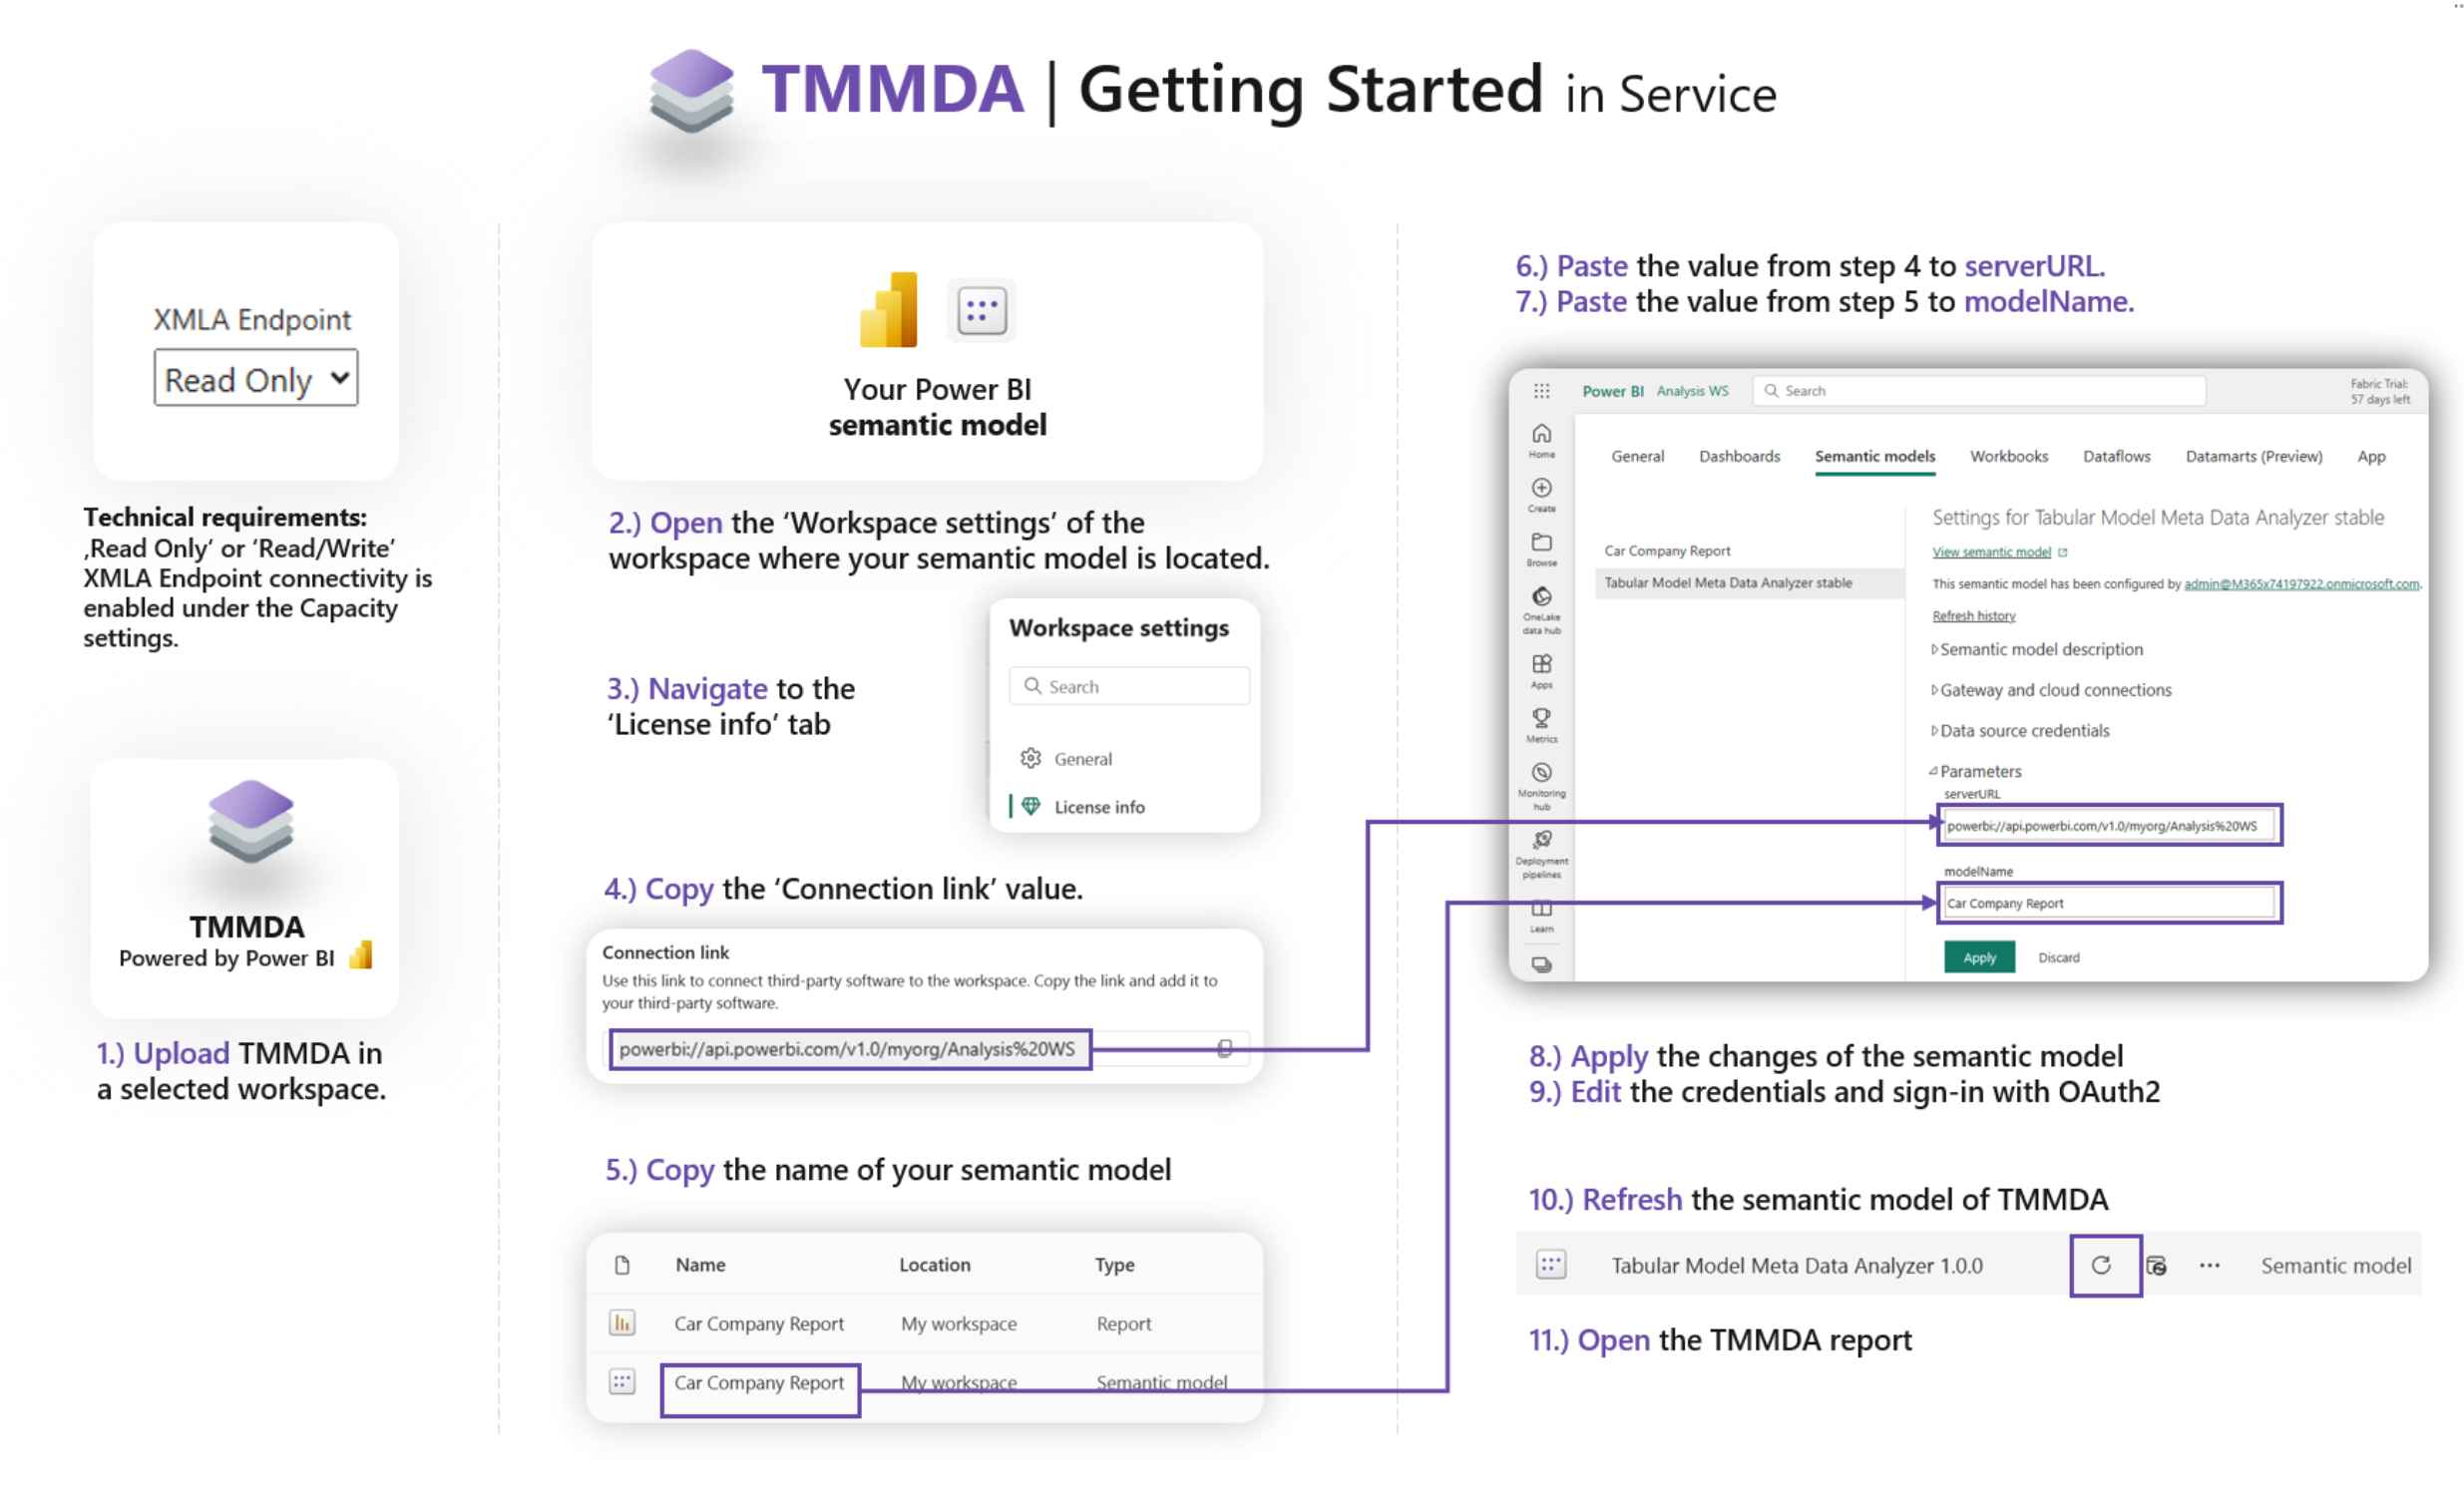 TMMDA | Getting Started in Service
XMLA Endpoint
Read Only
Technical requirements:
‚Read Only‘ or ‘Read/Write’
XMLA Endpoint connectivity is
enabled under the Capacity
settings.
TMMDA
Powered by Power BI
1.) Upload TMMDA in
a selected workspace.
Your Power BI
semantic model
2.) Open the ‘Workspace settings’ of the
workspace where your semantic model is located.
3.) Navigate to the
‘License info’ tab
Workspace settings
Search
General
License info
4.) Copy the ‘Connection link’ value.
Connection link
Use this link to connect third-party software to the workspace. Copy the link and add it to
your third-party software.
powerbi://api.powerbi.com/v1.0/myorg/Analysis%20WS
5.) Copy the name of your semantic model
Name Location Type
Car Company Report My workspace Report
Car Company Report My workspace Semantic model
6.) Paste the value from step 4 to serverURL.
7.) Paste the value from step 5 to modelName.
Power BI Analysis WS Search
Fabric Trial:
57 days left
Home
Create
Browse
OneLake
data hub
Apps
Metrics
Monitoring
hub
Deployment
pipelines
Learn
General Dashboards Semantic models Workbooks Dataflows Datamarts (Preview) App
Car Company Report
Tabular Model Meta Data Analyzer stable
Settings for Tabular Model Meta Data Analyzer stable
View semantic model
This semantic model has been configured by admin@M365x74197922.onmicrosoft.com.
Refresh history
Semantic model description
Gateway and cloud connections
Data source credentials
Parameters
serverURL
powerbi://api.powerbi.com/v1.0/myorg/Analysis%20WS
modelName
Car Company Report
Apply Discard
8.) Apply the changes of the semantic model
9.) Edit the credentials and sign-in with OAuth2
10.) Refresh the semantic model of TMMDA
Tabular Model Meta Data Analyzer 1.0.0 Semantic model
11.) Open the TMMDA report